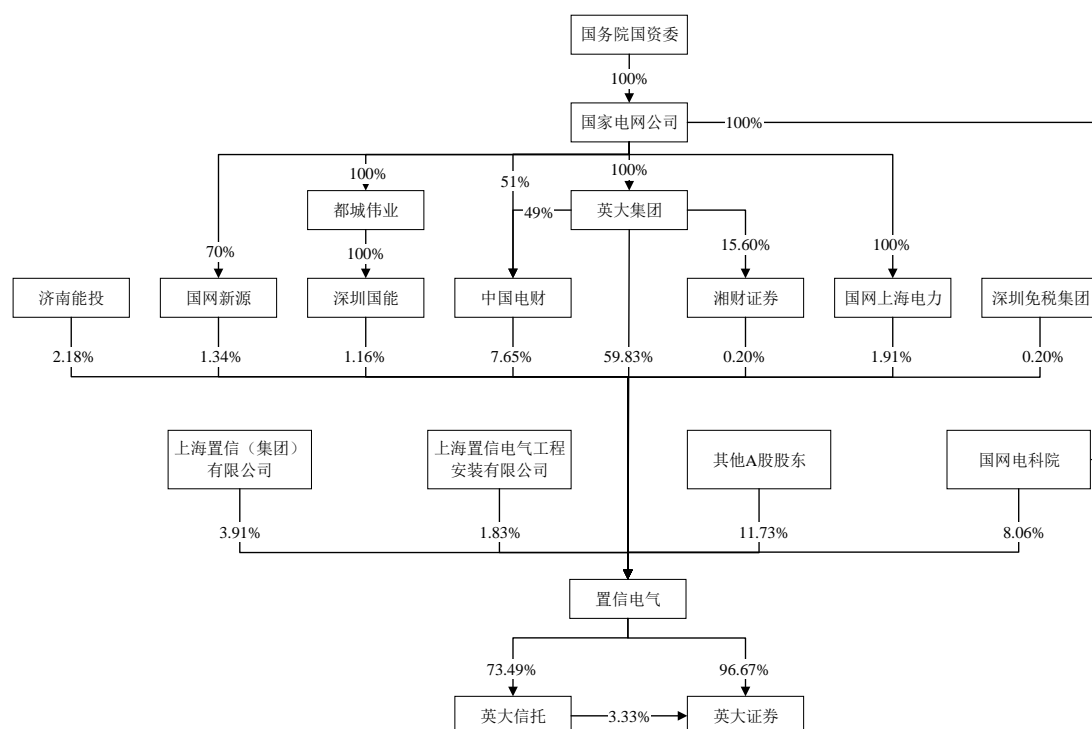 国务院国资委
100%
国家电网公司
100%
100%
51%
100%
都城伟业
49%
英大集团
70%
100%
15.60%
100%
济南能投
国网新源
深圳国能
中国电财
湘财证券
国网上海电力
深圳免税集团
2.18%
1.34%
1.16%
7.65%
59.83%
0.20%
1.91%
0.20%
上海置信（集团）
有限公司
上海置信电气工程
安装有限公司
其他A股股东
国网电科院
3.91%
1.83%
11.73%
8.06%
置信电气
73.49%
96.67%
英大信托
3.33%
英大证券